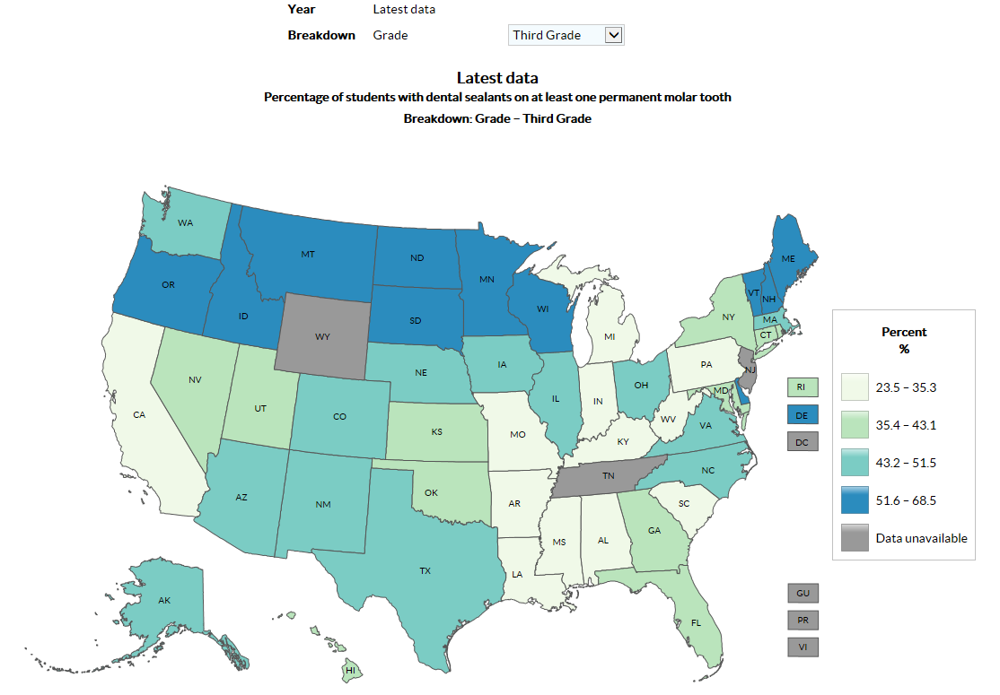 Year Latest data
Breakdown Grade Third Grade
Latest data
Percentage of students with dental sealants on at least one permanent molar tooth
Breakdown: Grade – Third Grade
WA
MT
ND
ME
OR
MN
VT
NH
ID
SD
WI
MA
NY
CT
WY
MI
PA
NJ
NE
IA
NV
OH
MD
UT
CO
IL
IN
WV
VA
CA
KS
MO
KY
AZ
NM
OK
AR
TN
NC
SC
MS
AL
GA
TX
LA
FL
AK
HI
RI
DE
DC
Percent
%
23.5 – 35.3
35.4 – 43.1
43.2 – 51.5
51.6 – 68.5
Data unavailable
GU
PR
VI